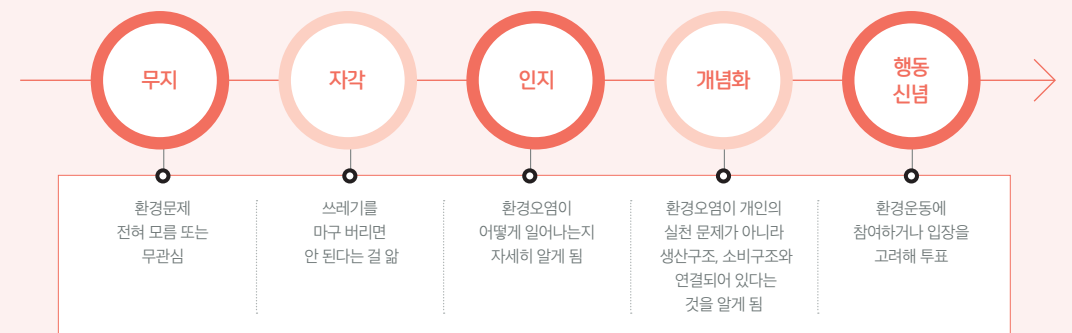 무지
자각
인지
개념화
행동
신념
환경문제
전혀 모름 또는
무관심
쓰레기를
마구 버리면
안 된다는 걸 앎
환경오염이
어떻게 일어나는지
자세히 알게 됨
환경오염이 개인의
실천 문제가 아니라
생산구조, 소비구조와
연결되어 있다는
것을 알게 됨
환경운동에
참여하거나 입장을
고려해 투표